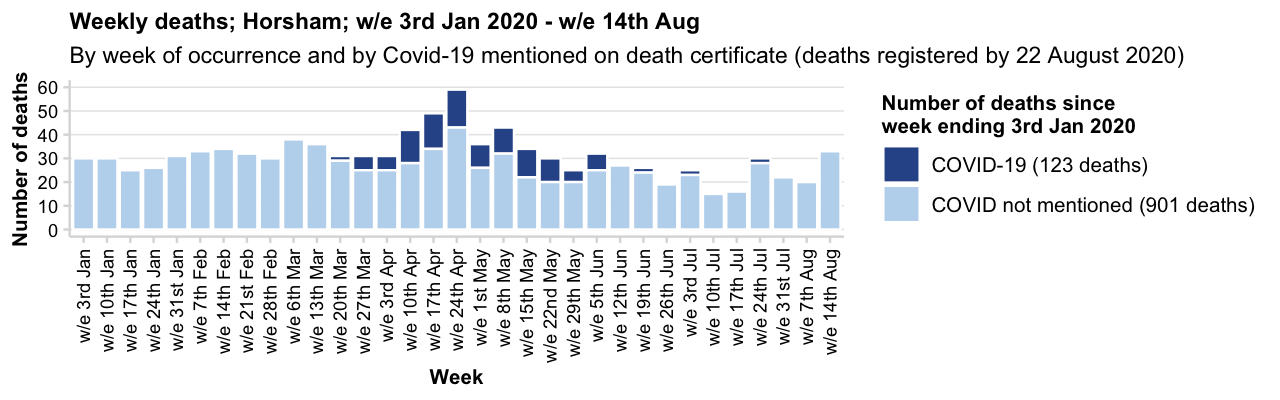 Weekly deaths; Horsham; w/e 3rd Jan 2020 - w/e 14th Aug
By week of occurrence and by Covid-19 mentioned on death certificate (deaths registered by 22 August 2020)
Number of deaths
60
50
40
30
20
10
0
w/e 3rd Jan
w/e 10th Jan
w/e 17th Jan
w/e 24th Jan
w/e 31st Jan
w/e 7th Feb
w/e 14th Feb
w/e 21st Feb
w/e 28th Feb
w/e 6th Mar
w/e 13th Mar
w/e 20th Mar
w/e 27th Mar
w/e 3rd Apr
w/e 10th Apr
w/e 17th Apr
w/e 24th Apr
w/e 1st May
w/e 8th May
w/e 15th May
w/e 22nd May
w/e 29th May
w/e 5th Jun
w/e 12th Jun
w/e 19th Jun
w/e 26th Jun
w/e 3rd Jul
w/e 10th Jul
w/e 17th Jul
w/e 24th Jul
w/e 31st Jul
w/e 7th Aug
w/e 14th Aug
Week
Number of deaths since
week ending 3rd Jan 2020
COVID-19 (123 deaths)
COVID not mentioned (901 deaths)